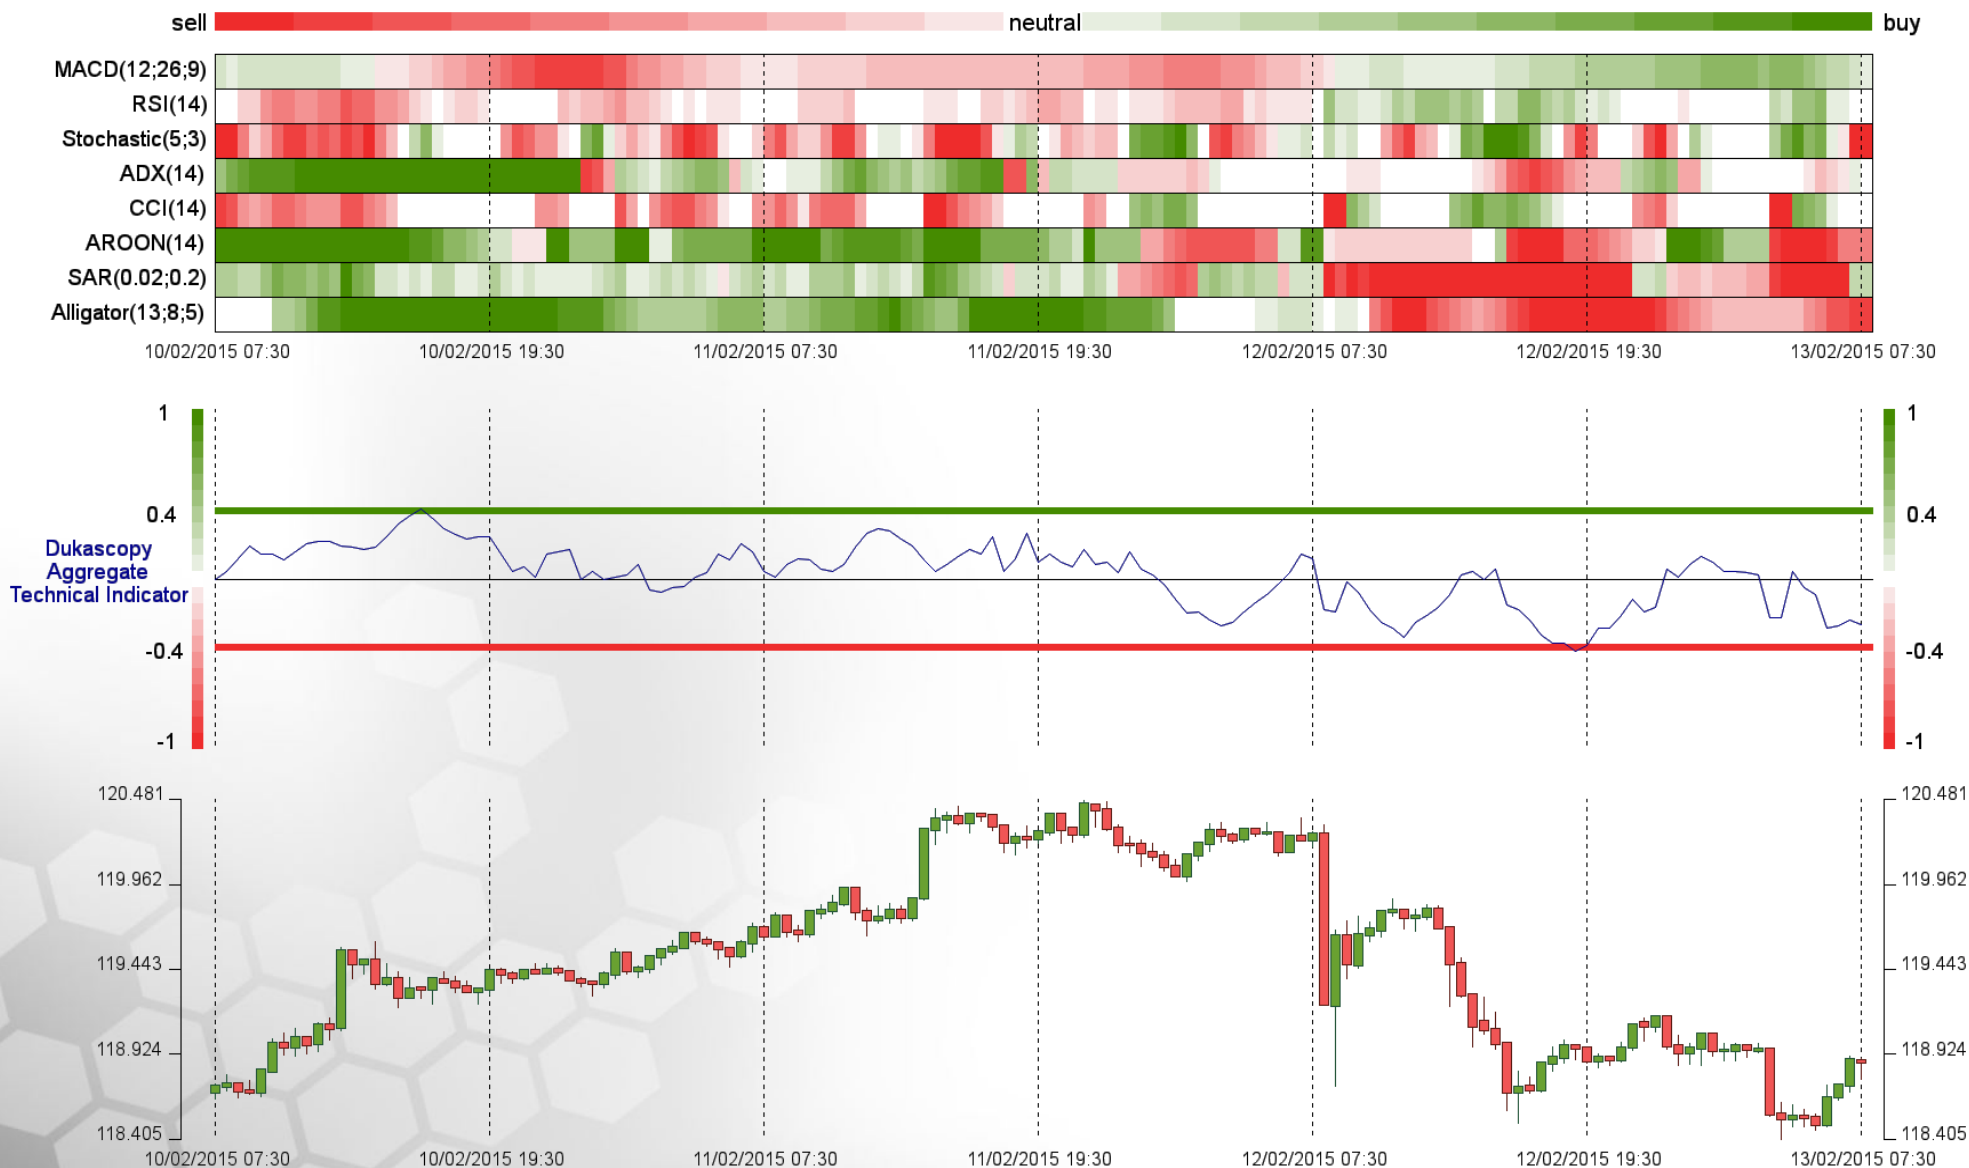 sell neutral buy
MACD(12;26;9)
RSI(14)
Stochastic(5;3)
ADX(14)
CCI(14)
AROON(14)
SAR(0.02;0.2)
Alligator(13;8;5)
10/02/2015 07:30 10/02/2015 19:30 11/02/2015 07:30 11/02/2015 19:30 12/02/2015 07:30 12/02/2015 19:30 13/02/2015 07:30
1 1
0.4 0.4
Dukascopy
Aggregate
Technical Indicator
-0.4 -0.4
-1 -1
120.481 120.481
119.962 119.962
119.443 119.443
118.924 118.924
118.405 118.405
10/02/2015 07:30 10/02/2015 19:30 11/02/2015 07:30 11/02/2015 19:30 12/02/2015 07:30 12/02/2015 19:30 13/02/2015 07:30